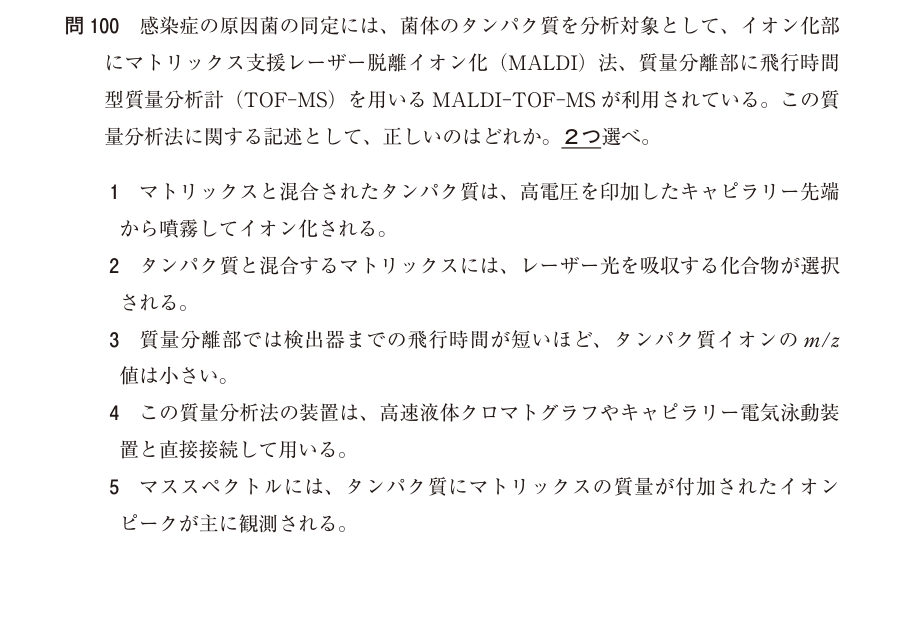 問 100　感染症の原因菌の同定には、菌体のタンパク質を分析対象として、イオン化部
にマトリックス支援レーザー脱離イオン化（MALDI）法、質量分離部に飛行時間
型質量分析計（TOF-MS）を用いる MALDI-TOF-MS が利用されている。この質
量分析法に関する記述として、正しいのはどれか。２つ選べ。
1　マトリックスと混合されたタンパク質は、高電圧を印加したキャピラリー先端
から噴霧してイオン化される。
2　タンパク質と混合するマトリックスには、レーザー光を吸収する化合物が選択
される。
3　質量分離部では検出器までの飛行時間が短いほど、タンパク質イオンの m/z
値は小さい。
4　この質量分析法の装置は、高速液体クロマトグラフやキャピラリー電気泳動装
置と直接接続して用いる。
5　マススペクトルには、タンパク質にマトリックスの質量が付加されたイオン
ピークが主に観測される。